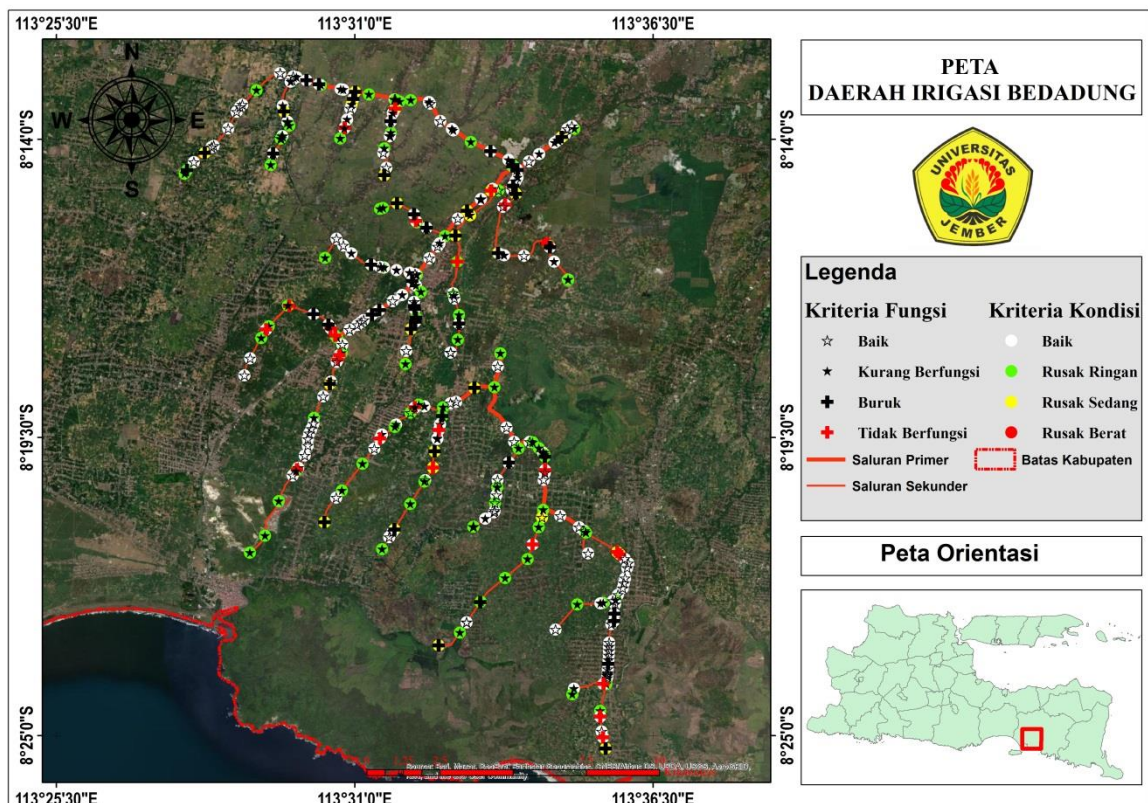 113°25'30"E
113°31'0"E
113°36'30"E
N
W
E
S
8°14'0"S
8°14'0"S
8°19'30"S
8°19'30"S
8°25'0"S
8°25'0"S
113°25'30"E
113°31'0"E
113°36'30"E
PETA
DAERAH IRIGASI BEDADUNG
UNIVERSITAS
JEMBER
Legenda
Kriteria Fungsi
Baik
Kurang Berfungsi
Buruk
Tidak Berfungsi
Saluran Primer
Saluran Sekunder
Kriteria Kondisi
Baik
Rusak Ringan
Rusak Sedang
Rusak Berat
Batas Kabupaten
Peta Orientasi